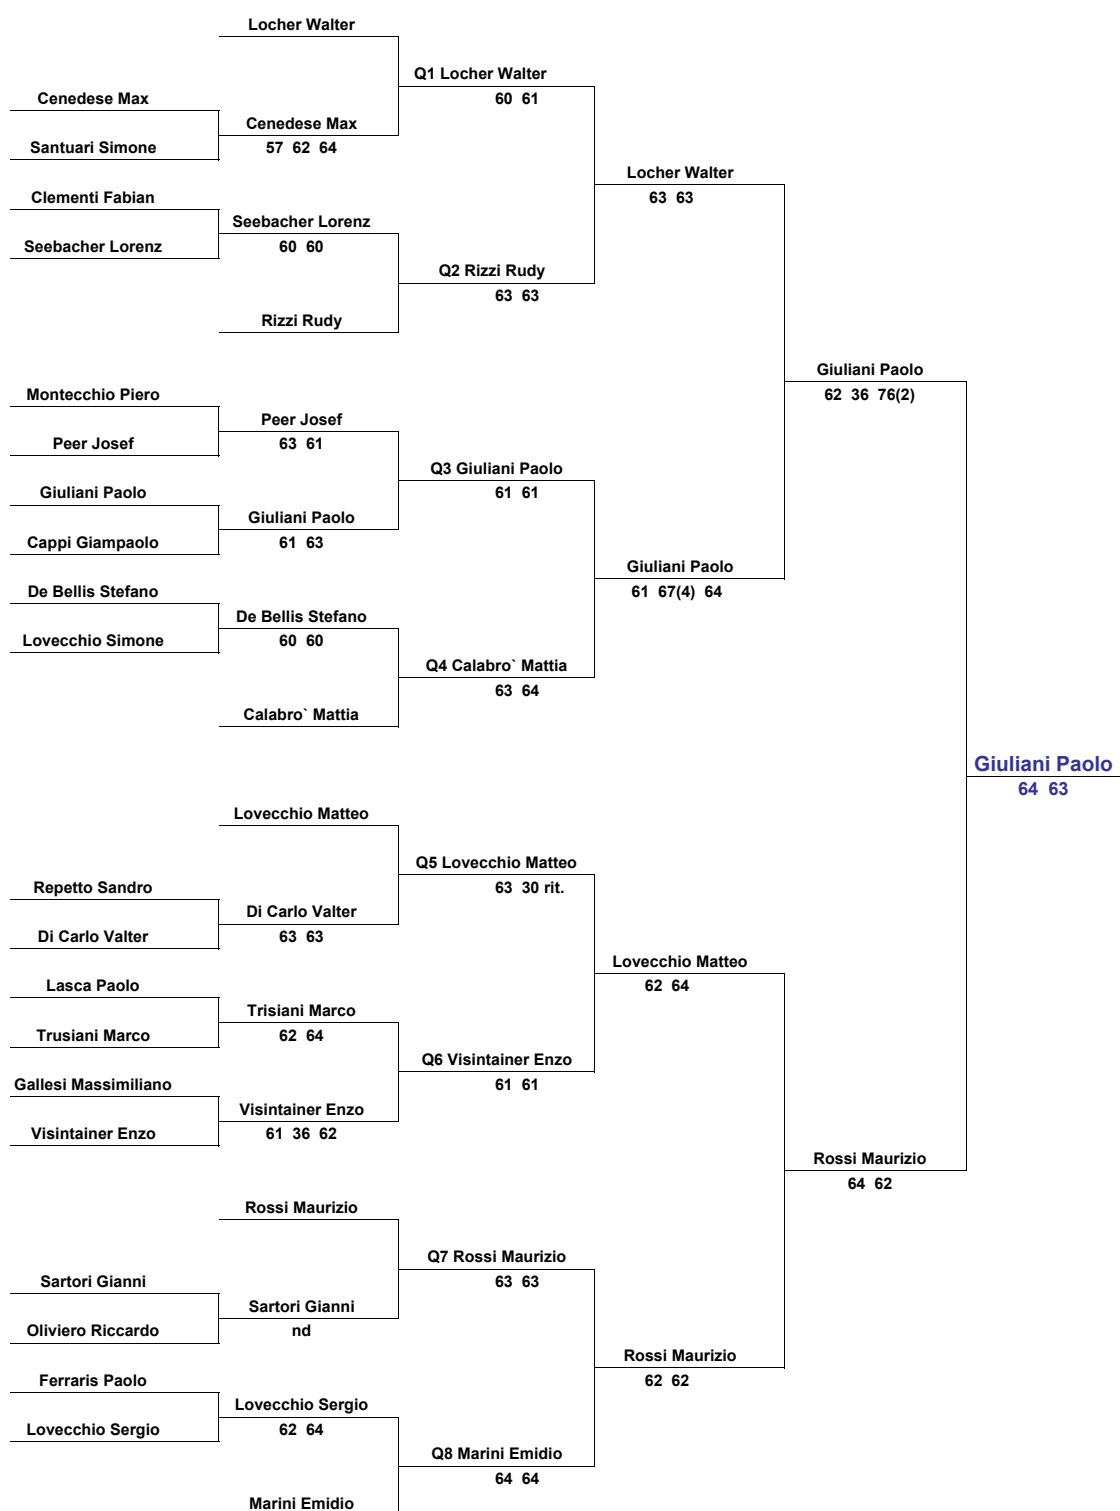 Locher Walter
Q1 Locher Walter
60 61
Cenedese Max
Cenedese Max
57 62 64
Santuari Simone
Locher Walter
63 63
Clementi Fabian
Seebacher Lorenz
60 60
Seebacher Lorenz
Q2 Rizzi Rudy
63 63
Rizzi Rudy
Giuliani Paolo
62 36 76(2)
Montecchio Piero
Peer Josef
63 61
Peer Josef
Q3 Giuliani Paolo
61 61
Giuliani Paolo
Giuliani Paolo
61 63
Cappi Giampaolo
Giuliani Paolo
61 67(4) 64
De Bellis Stefano
De Bellis Stefano
60 60
Lovecchio Simone
Q4 Calabro` Mattia
63 64
Calabro` Mattia
Giuliani Paolo
64 63
Lovecchio Matteo
Q5 Lovecchio Matteo
63 30 rit.
Repetto Sandro
Di Carlo Valter
63 63
Di Carlo Valter
Lovecchio Matteo
62 64
Lasca Paolo
Trisiani Marco
62 64
Trusiani Marco
Q6 Visintainer Enzo
61 61
Gallesi Massimiliano
Visintainer Enzo
61 36 62
Visintainer Enzo
Rossi Maurizio
64 62
Rossi Maurizio
Q7 Rossi Maurizio
63 63
Sartori Gianni
Sartori Gianni
nd
Oliviero Riccardo
Rossi Maurizio
62 62
Ferraris Paolo
Lovecchio Sergio
62 64
Lovecchio Sergio
Q8 Marini Emidio
64 64
Marini Emidio